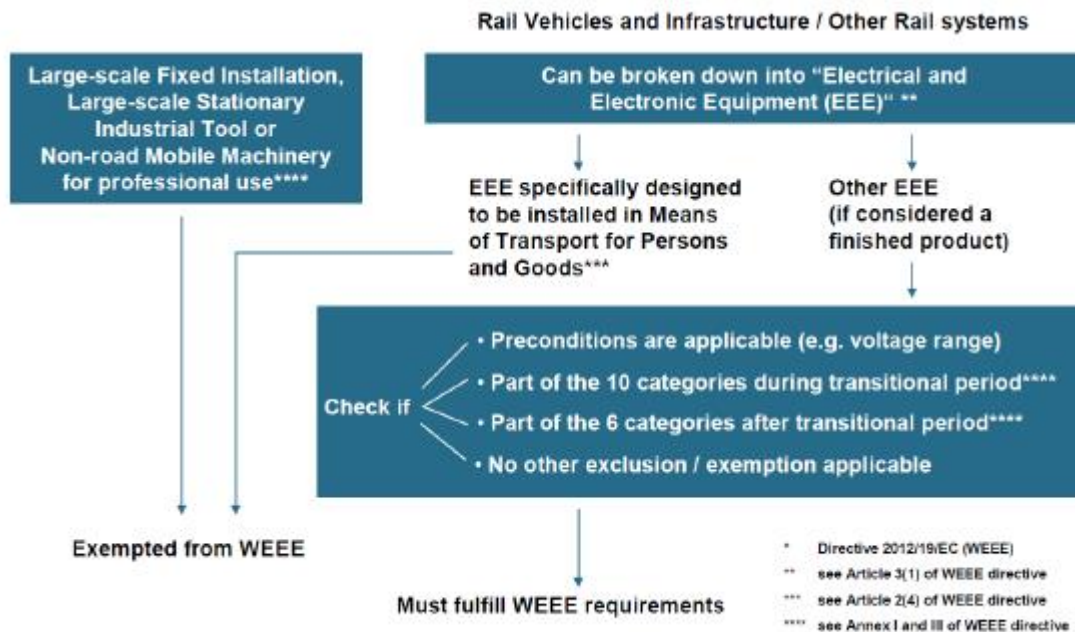 Rail Vehicles and Infrastructure / Other Rail systems
Large-scale Fixed Installation,
Large-scale Stationary
Industrial Tool or
Non-road Mobile Machinery
for professional use****
Can be broken down into “Electrical and
Electronic Equipment (EEE)“ **
EEE specifically designed
to be installed in Means
of Transport for Persons
and Goods***
Other EEE
(if considered a
finished product)
Check if
• Preconditions are applicable (e.g. voltage range)
• Part of the 10 categories during transitional period****
• Part of the 6 categories after transitional period****
• No other exclusion / exemption applicable
Exempted from WEEE
Must fulfill WEEE requirements
* Directive 2012/19/EC (WEEE)
** see Article 3(1) of WEEE directive
*** see Article 2(4) of WEEE directive
**** see Annex I and III of WEEE directive